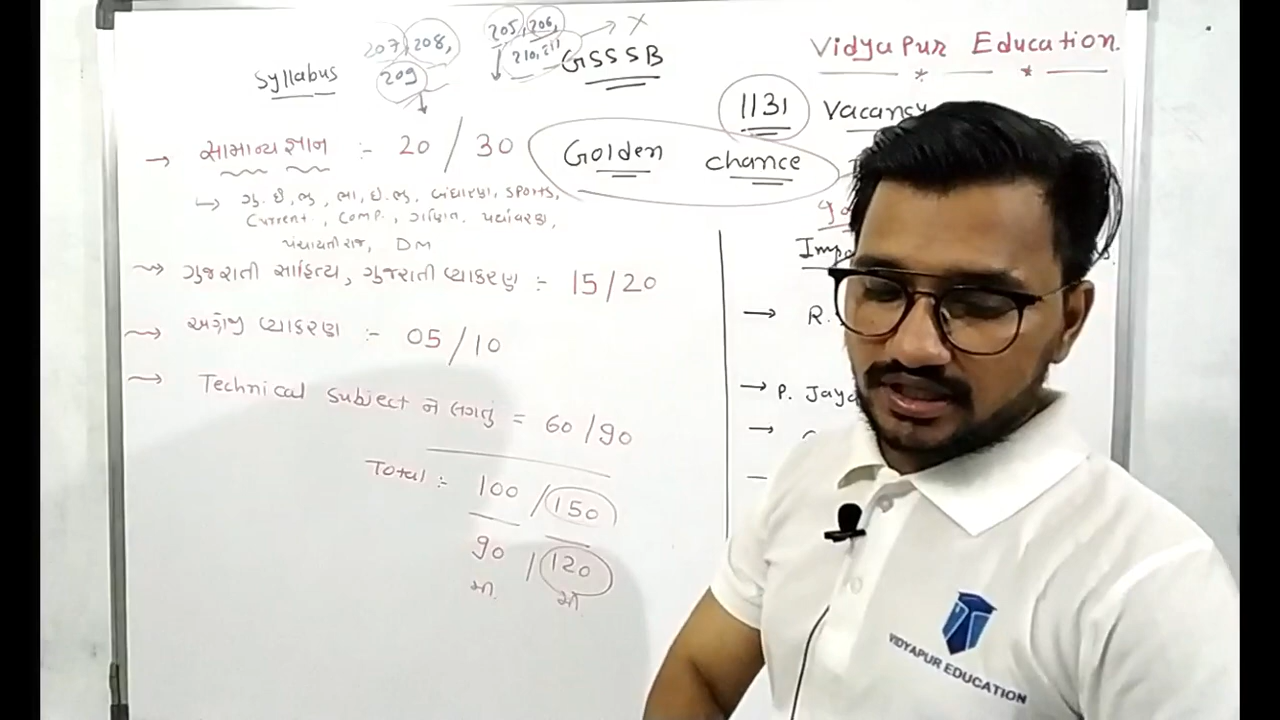 207, 208,
209
205, 206,
210, 211 → X
Syllabus
GSSSB
→ સામાન્ય જ્ઞાન :- 20 / 30
↳ ગુ. ઈ, ભુ, ભા, ઈ. ભુ, બંધારણ, SPORTS,
Current., Comp., ગણિત, પર્યાવરણ,
પંચાયતીરાજ, DM
→ ગુજરાતી સાહિત્ય, ગુજરાતી વ્યાકરણ :- 15/20
→ અંગ્રેજી વ્યાકરણ :- 05/10
→ Technical subject ને લગતું = 60/90
Total :- 100 / 150
90 / 120
મી. મી
Golden chance
Vidyapur Education.
1131 Vacancy
→ R.
→ P. Jaya
VIDYAPUR EDUCATION